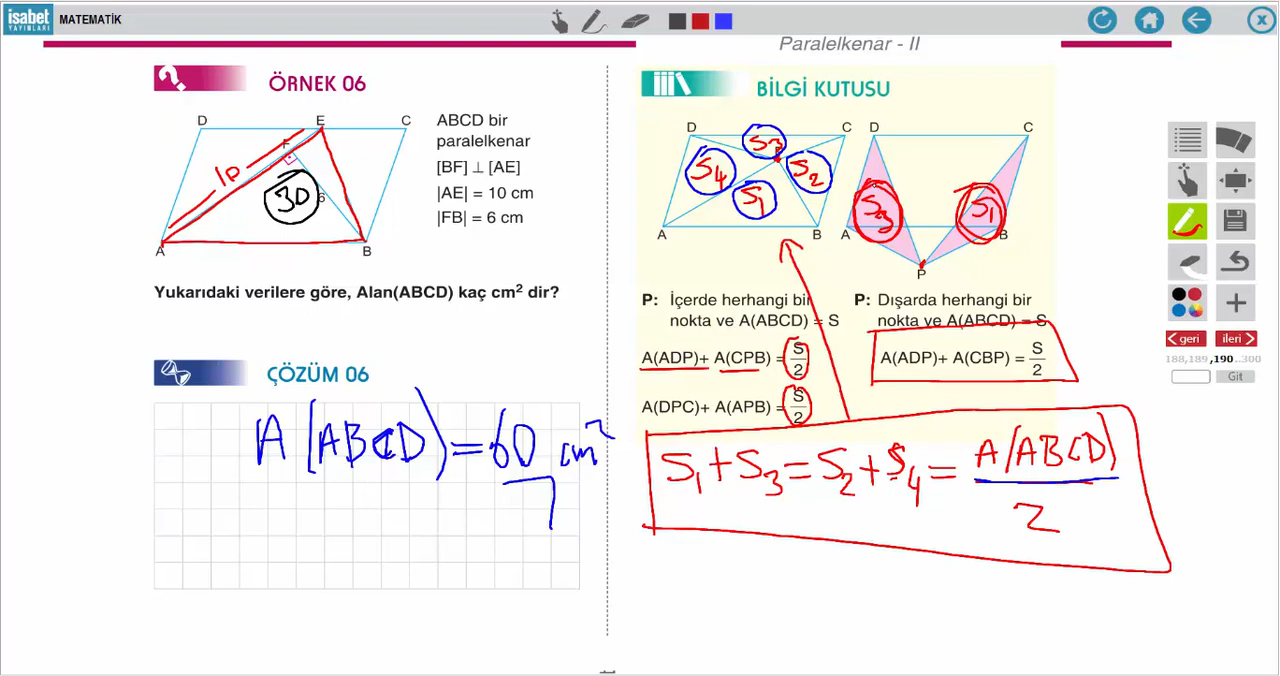 isabet
YAYINLARI
MATEMATİK
Paralelkenar - II
ÖRNEK 06
D E C
F
10
30
6
A B
ABCD bir
paralelkenar
[BF] ⊥ [AE]
|AE| = 10 cm
|FB| = 6 cm
Yukarıdaki verilere göre, Alan(ABCD) kaç cm² dir?
ÇÖZÜM 06
A(ABCD) = 60 cm²
BİLGİ KUTUSU
D C
S3
S4 S2
S1
A B
D C
S3 S1
A B
P
P: İçerde herhangi bir
nokta ve A(ABCD) = S
A(ADP)+ A(CPB) = S/2
A(DPC)+ A(APB) = S/2
P: Dışarda herhangi bir
nokta ve A(ABCD) = S
A(ADP)+ A(CBP) = S/2
S1 + S3 = S2 + S4 = A(ABCD)/2
geri ileri
188,189,190..300
Git